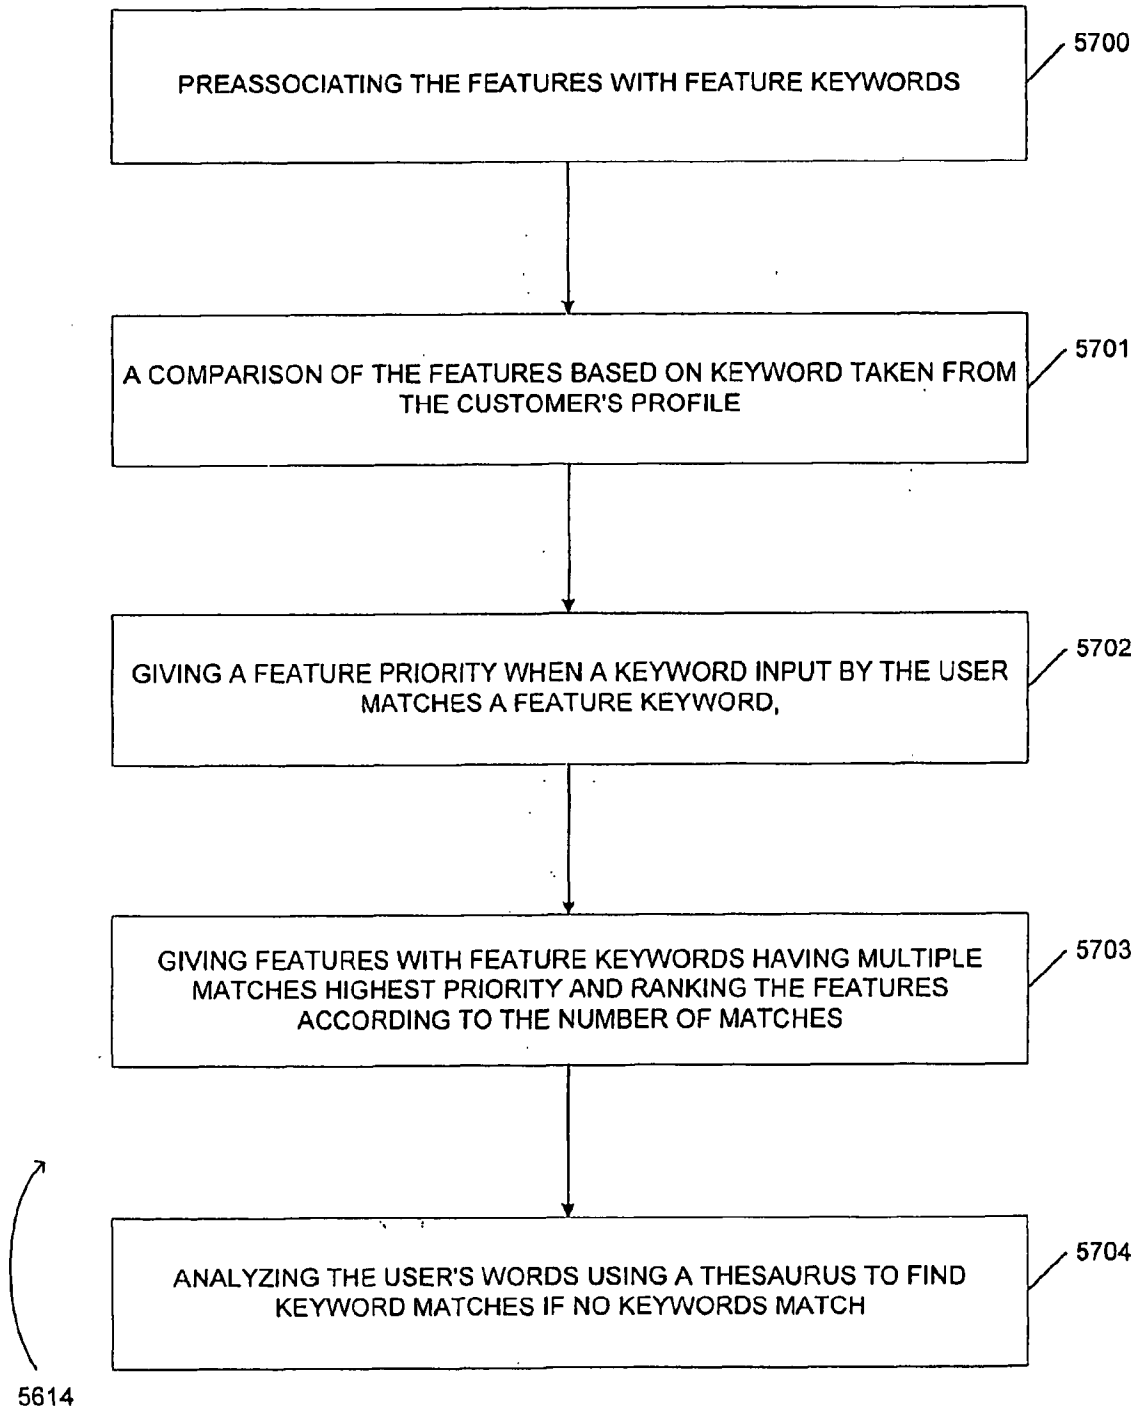 5700
PREASSOCIATING THE FEATURES WITH FEATURE KEYWORDS
5701
A COMPARISON OF THE FEATURES BASED ON KEYWORD TAKEN FROM
THE CUSTOMER'S PROFILE
5702
GIVING A FEATURE PRIORITY WHEN A KEYWORD INPUT BY THE USER
MATCHES A FEATURE KEYWORD,
5703
GIVING FEATURES WITH FEATURE KEYWORDS HAVING MULTIPLE
MATCHES HIGHEST PRIORITY AND RANKING THE FEATURES
ACCORDING TO THE NUMBER OF MATCHES
5704
ANALYZING THE USER'S WORDS USING A THESAURUS TO FIND
KEYWORD MATCHES IF NO KEYWORDS MATCH
5614